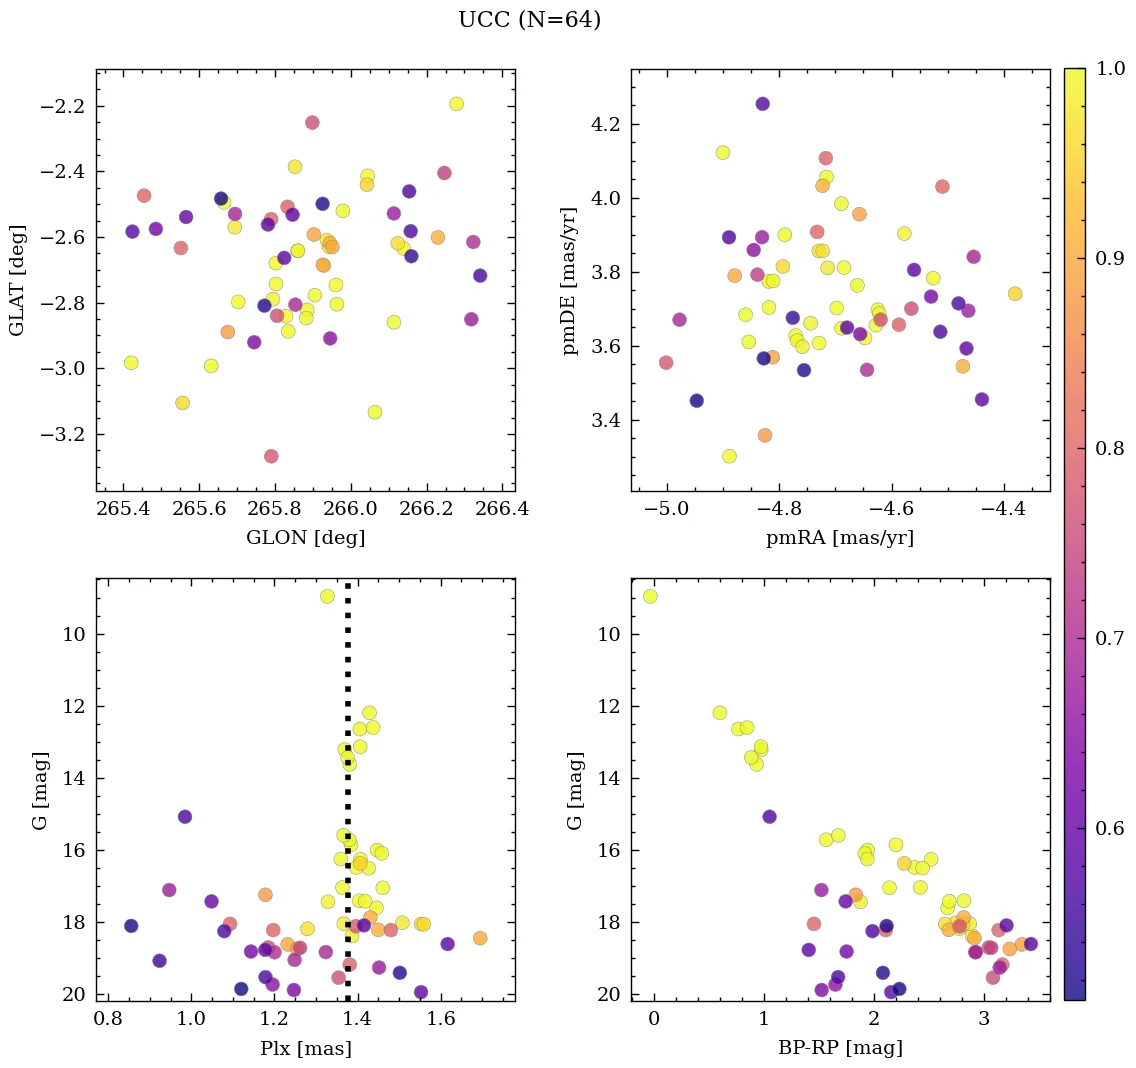 UCC (N=64)
−2.2
−2.4
−2.6
−2.8
−3.0
−3.2
GLAT [deg]
265.4 265.6 265.8 266.0 266.2 266.4
GLON [deg]
4.2
4.0
3.8
3.6
3.4
pmDE [mas/yr]
−5.0 −4.8 −4.6 −4.4
pmRA [mas/yr]
10
12
14
16
18
20
G [mag]
0.8 1.0 1.2 1.4 1.6
Plx [mas]
10
12
14
16
18
20
G [mag]
0 1 2 3
BP-RP [mag]
1.0
0.9
0.8
0.7
0.6